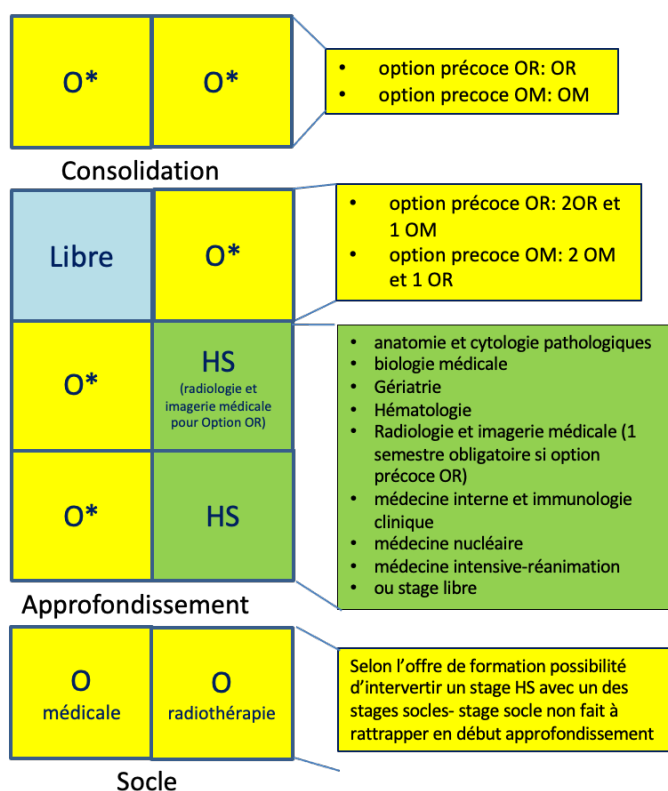 O* O*
• option précoce OR: OR
• option precoce OM: OM
Consolidation
Libre O*
• option précoce OR: 2OR et
1 OM
• option precoce OM: 2 OM
et 1 OR
O* HS
(radiologie et
imagerie médicale
pour Option OR)
O* HS
• anatomie et cytologie pathologiques
• biologie médicale
• Gériatrie
• Hématologie
• Radiologie et imagerie médicale (1
semestre obligatoire si option
précoce OR)
• médecine interne et immunologie
clinique
• médecine nucléaire
• médecine intensive-réanimation
• ou stage libre
Approfondissement
O O
médicale radiothérapie
Selon l’offre de formation possibilité
d’intervertir un stage HS avec un des
stages socles- stage socle non fait à
rattrapper en début approfondissement
Socle